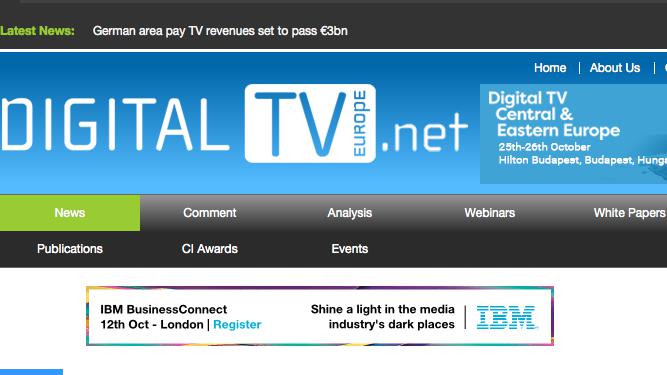 Latest News: German area pay TV revenues set to pass €3bn
Home | About Us |
DIGITAL TV EUROPE .net
Digital TV
Central &
Eastern Europe
25th-26th October
Hilton Budapest, Budapest, Hunga
News Comment Analysis Webinars White Papers
Publications CI Awards Events
IBM BusinessConnect
12th Oct - London | Register
Shine a light in the media
industry's dark places
IBM